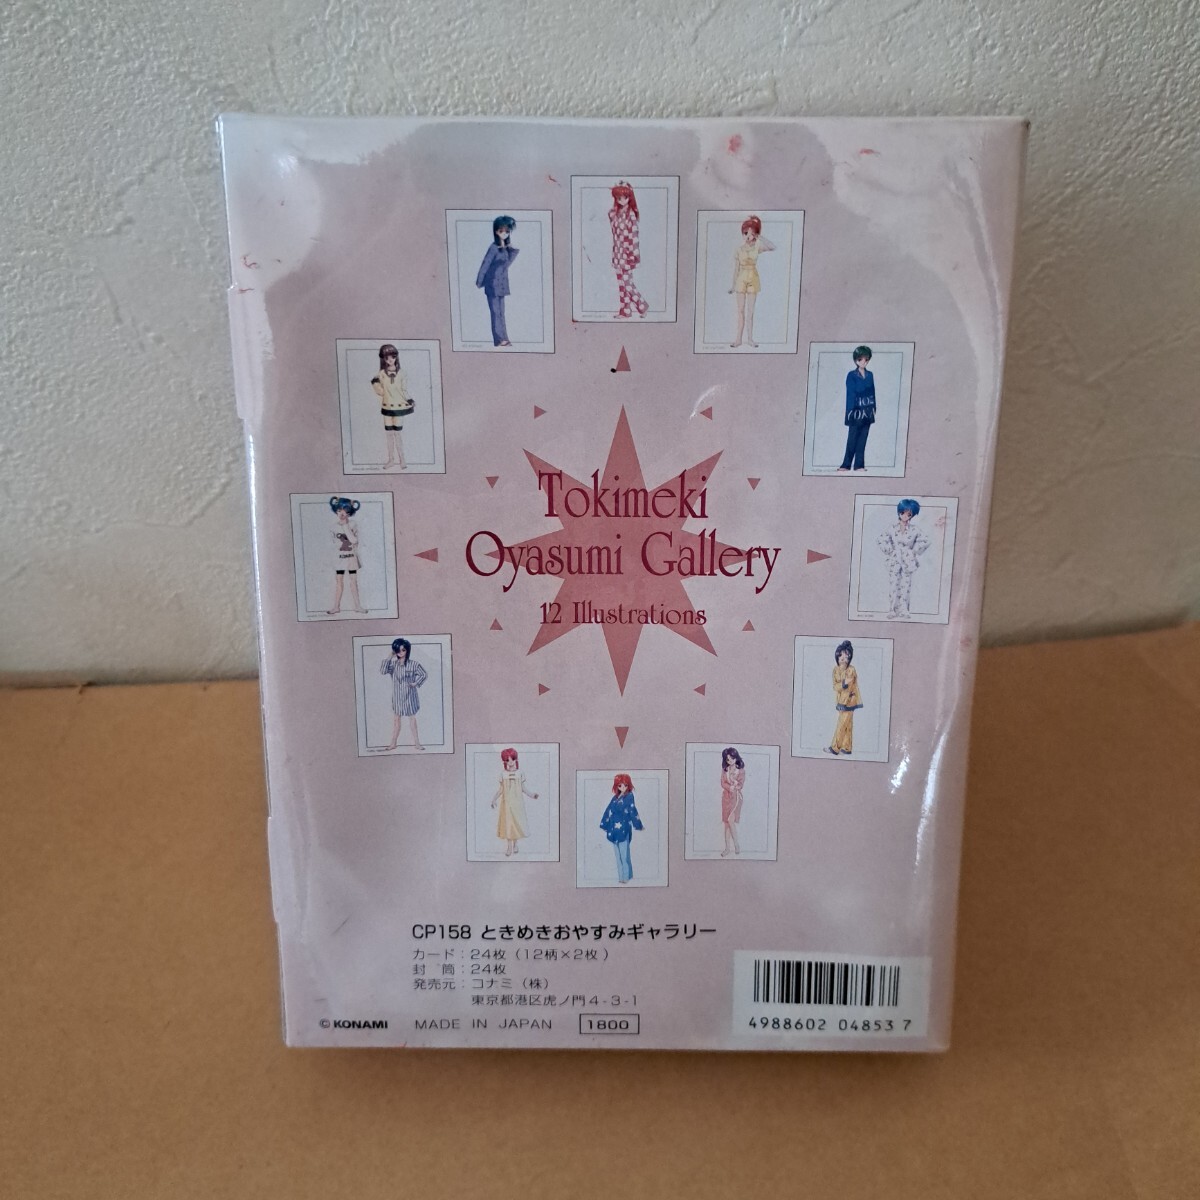 Tokimeki
Oyasumi Gallery
12 Illustrations
CP158 ときめきおやすみギャラリー
カード：24枚（12柄×2枚）
封　筒：24枚
発売元：コナミ（株）
東京都港区虎ノ門4-3-1
©KONAMI MADE IN JAPAN 1800
4988602 04853 7